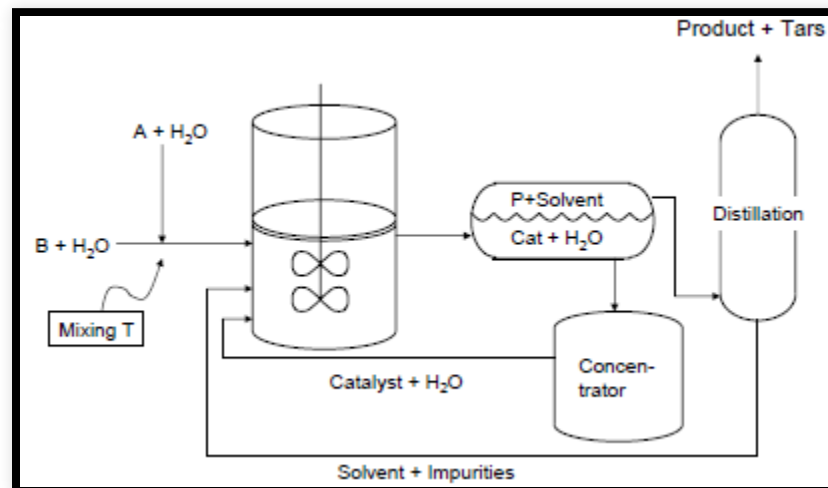 Product + Tars
A + H₂O
P+Solvent
Distillation
B + H₂O
Cat + H₂O
Mixing T
Concen-
trator
Catalyst + H₂O
Solvent + Impurities